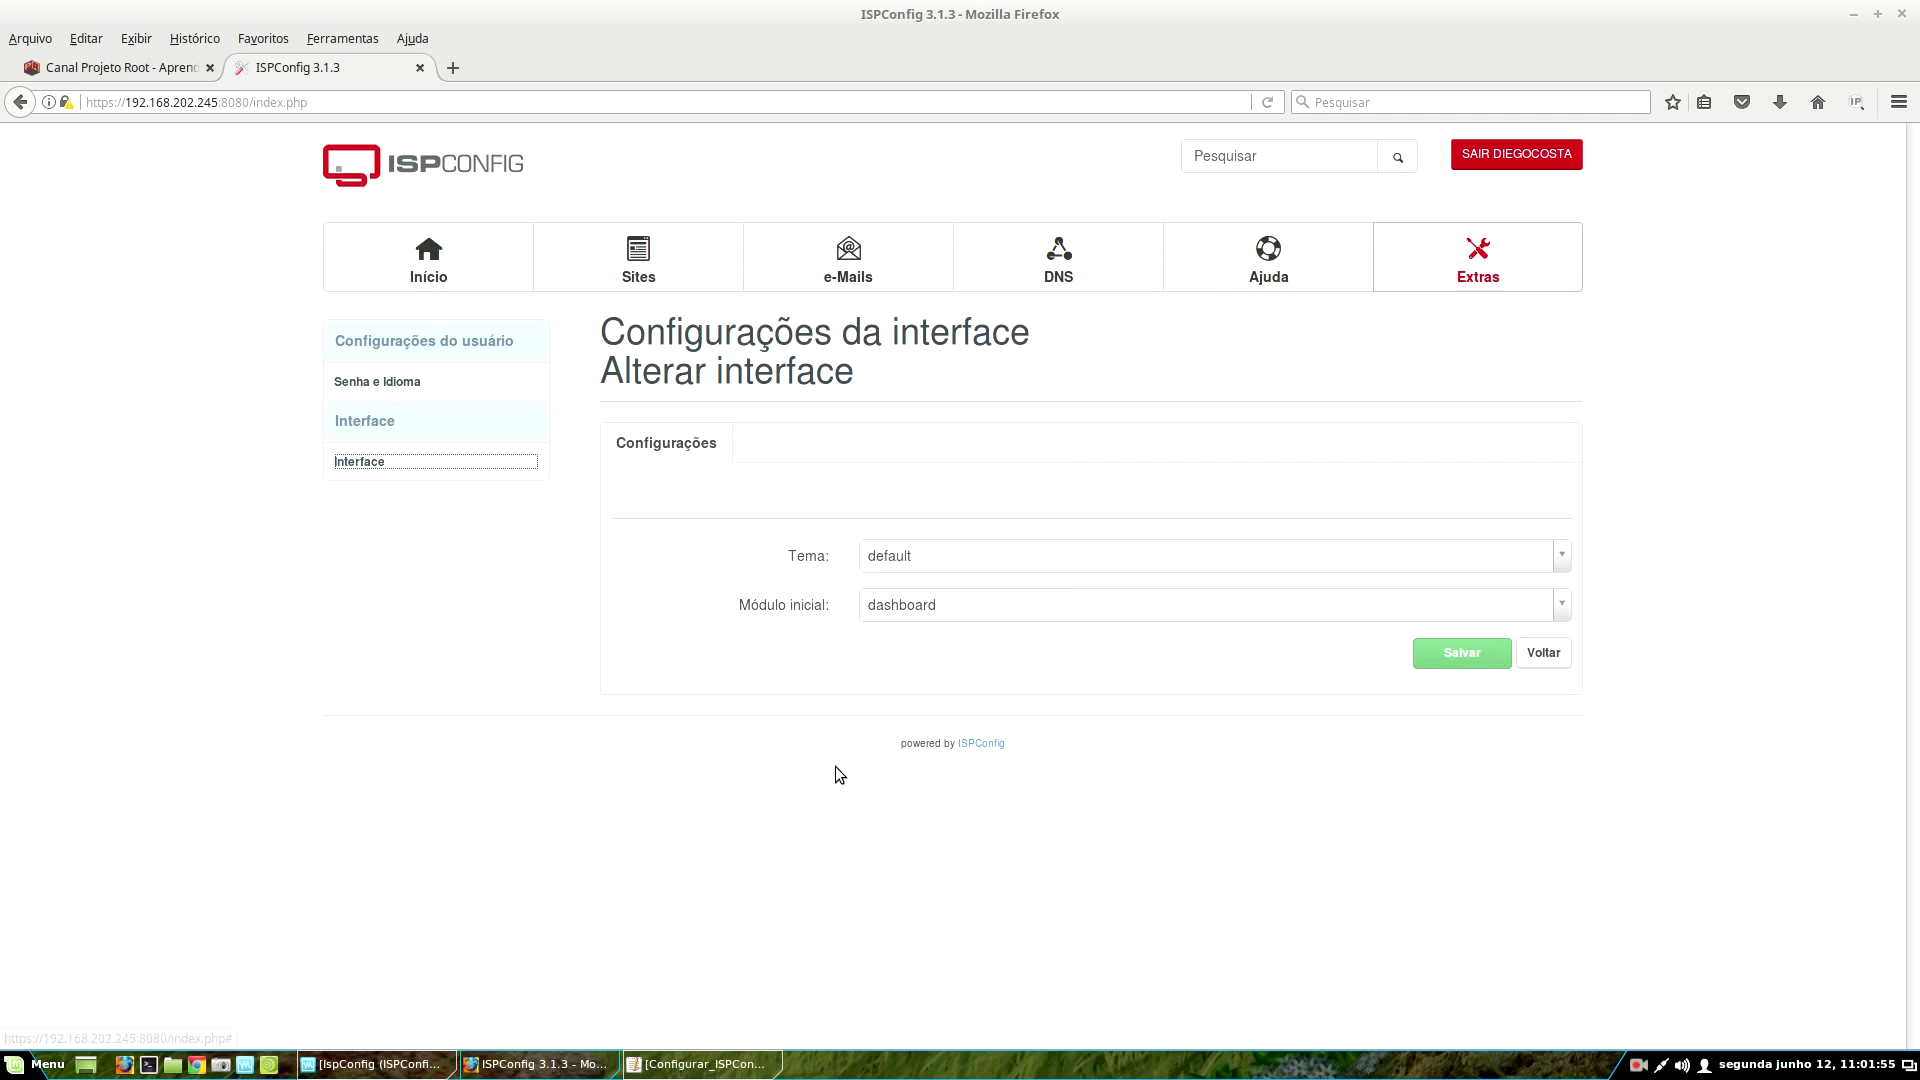 ISPConfig 3.1.3 - Mozilla Firefox
Arquivo Editar Exibir Histórico Favoritos Ferramentas Ajuda
Canal Projeto Root - Aprend
ISPConfig 3.1.3
https://192.168.202.245:8080/index.php
Pesquisar
IP
ISPCONFIG
Pesquisar
SAIR DIEGOCOSTA
Início
Sites
e-Mails
DNS
Ajuda
Extras
Configurações do usuário
Senha e Idioma
Interface
Interface
Configurações da interface
Alterar interface
Configurações
Tema:
default
Módulo inicial:
dashboard
Salvar
Voltar
powered by ISPConfig
https://192.168.202.245:8080/index.php#
Menu
[IspConfig (ISPConfi...
ISPConfig 3.1.3 - Mo...
[Configurar_ISPCon...
segunda junho 12, 11:01:55